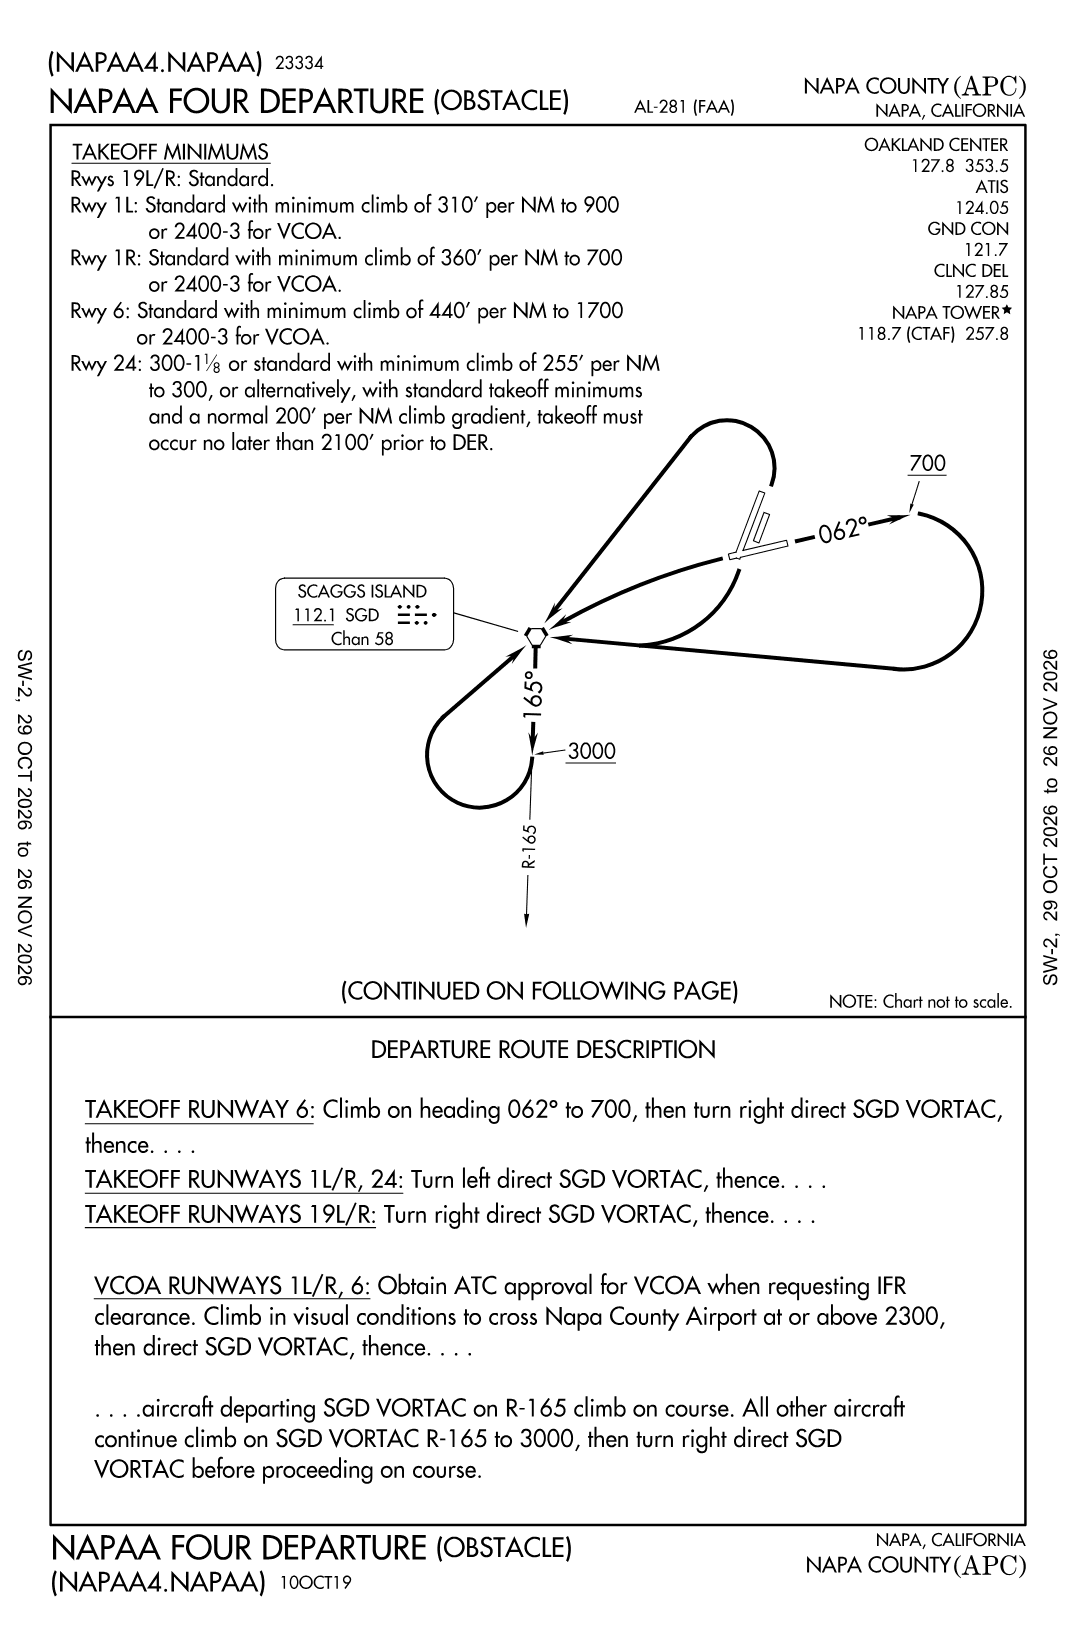 (NAPAA4.NAPAA) 23334
NAPAA FOUR DEPARTURE (OBSTACLE)
AL-281 (FAA)
NAPA COUNTY (APC)
NAPA, CALIFORNIA
TAKEOFF MINIMUMS
Rwys 19L/R: Standard.
Rwy 1L: Standard with minimum climb of 310' per NM to 900
or 2400-3 for VCOA.
Rwy 1R: Standard with minimum climb of 360' per NM to 700
or 2400-3 for VCOA.
Rwy 6: Standard with minimum climb of 440' per NM to 1700
or 2400-3 for VCOA.
Rwy 24: 300-1⅛ or standard with minimum climb of 255' per NM
to 300, or alternatively, with standard takeoff minimums
and a normal 200' per NM climb gradient, takeoff must
occur no later than 2100' prior to DER.
OAKLAND CENTER
127.8 353.5
ATIS
124.05
GND CON
121.7
CLNC DEL
127.85
NAPA TOWER★
118.7 (CTAF) 257.8
700
062°
SCAGGS ISLAND
112.1 SGD
Chan 58
165°
3000
R-165
SW-2, 29 OCT 2026 to 26 NOV 2026
SW-2, 29 OCT 2026 to 26 NOV 2026
(CONTINUED ON FOLLOWING PAGE)
NOTE: Chart not to scale.
DEPARTURE ROUTE DESCRIPTION
TAKEOFF RUNWAY 6: Climb on heading 062° to 700, then turn right direct SGD VORTAC,
thence. . . .
TAKEOFF RUNWAYS 1L/R, 24: Turn left direct SGD VORTAC, thence. . . .
TAKEOFF RUNWAYS 19L/R: Turn right direct SGD VORTAC, thence. . . .
VCOA RUNWAYS 1L/R, 6: Obtain ATC approval for VCOA when requesting IFR
clearance. Climb in visual conditions to cross Napa County Airport at or above 2300,
then direct SGD VORTAC, thence. . . .
. . . .aircraft departing SGD VORTAC on R-165 climb on course. All other aircraft
continue climb on SGD VORTAC R-165 to 3000, then turn right direct SGD
VORTAC before proceeding on course.
NAPAA FOUR DEPARTURE (OBSTACLE)
(NAPAA4.NAPAA) 10OCT19
NAPA, CALIFORNIA
NAPA COUNTY (APC)